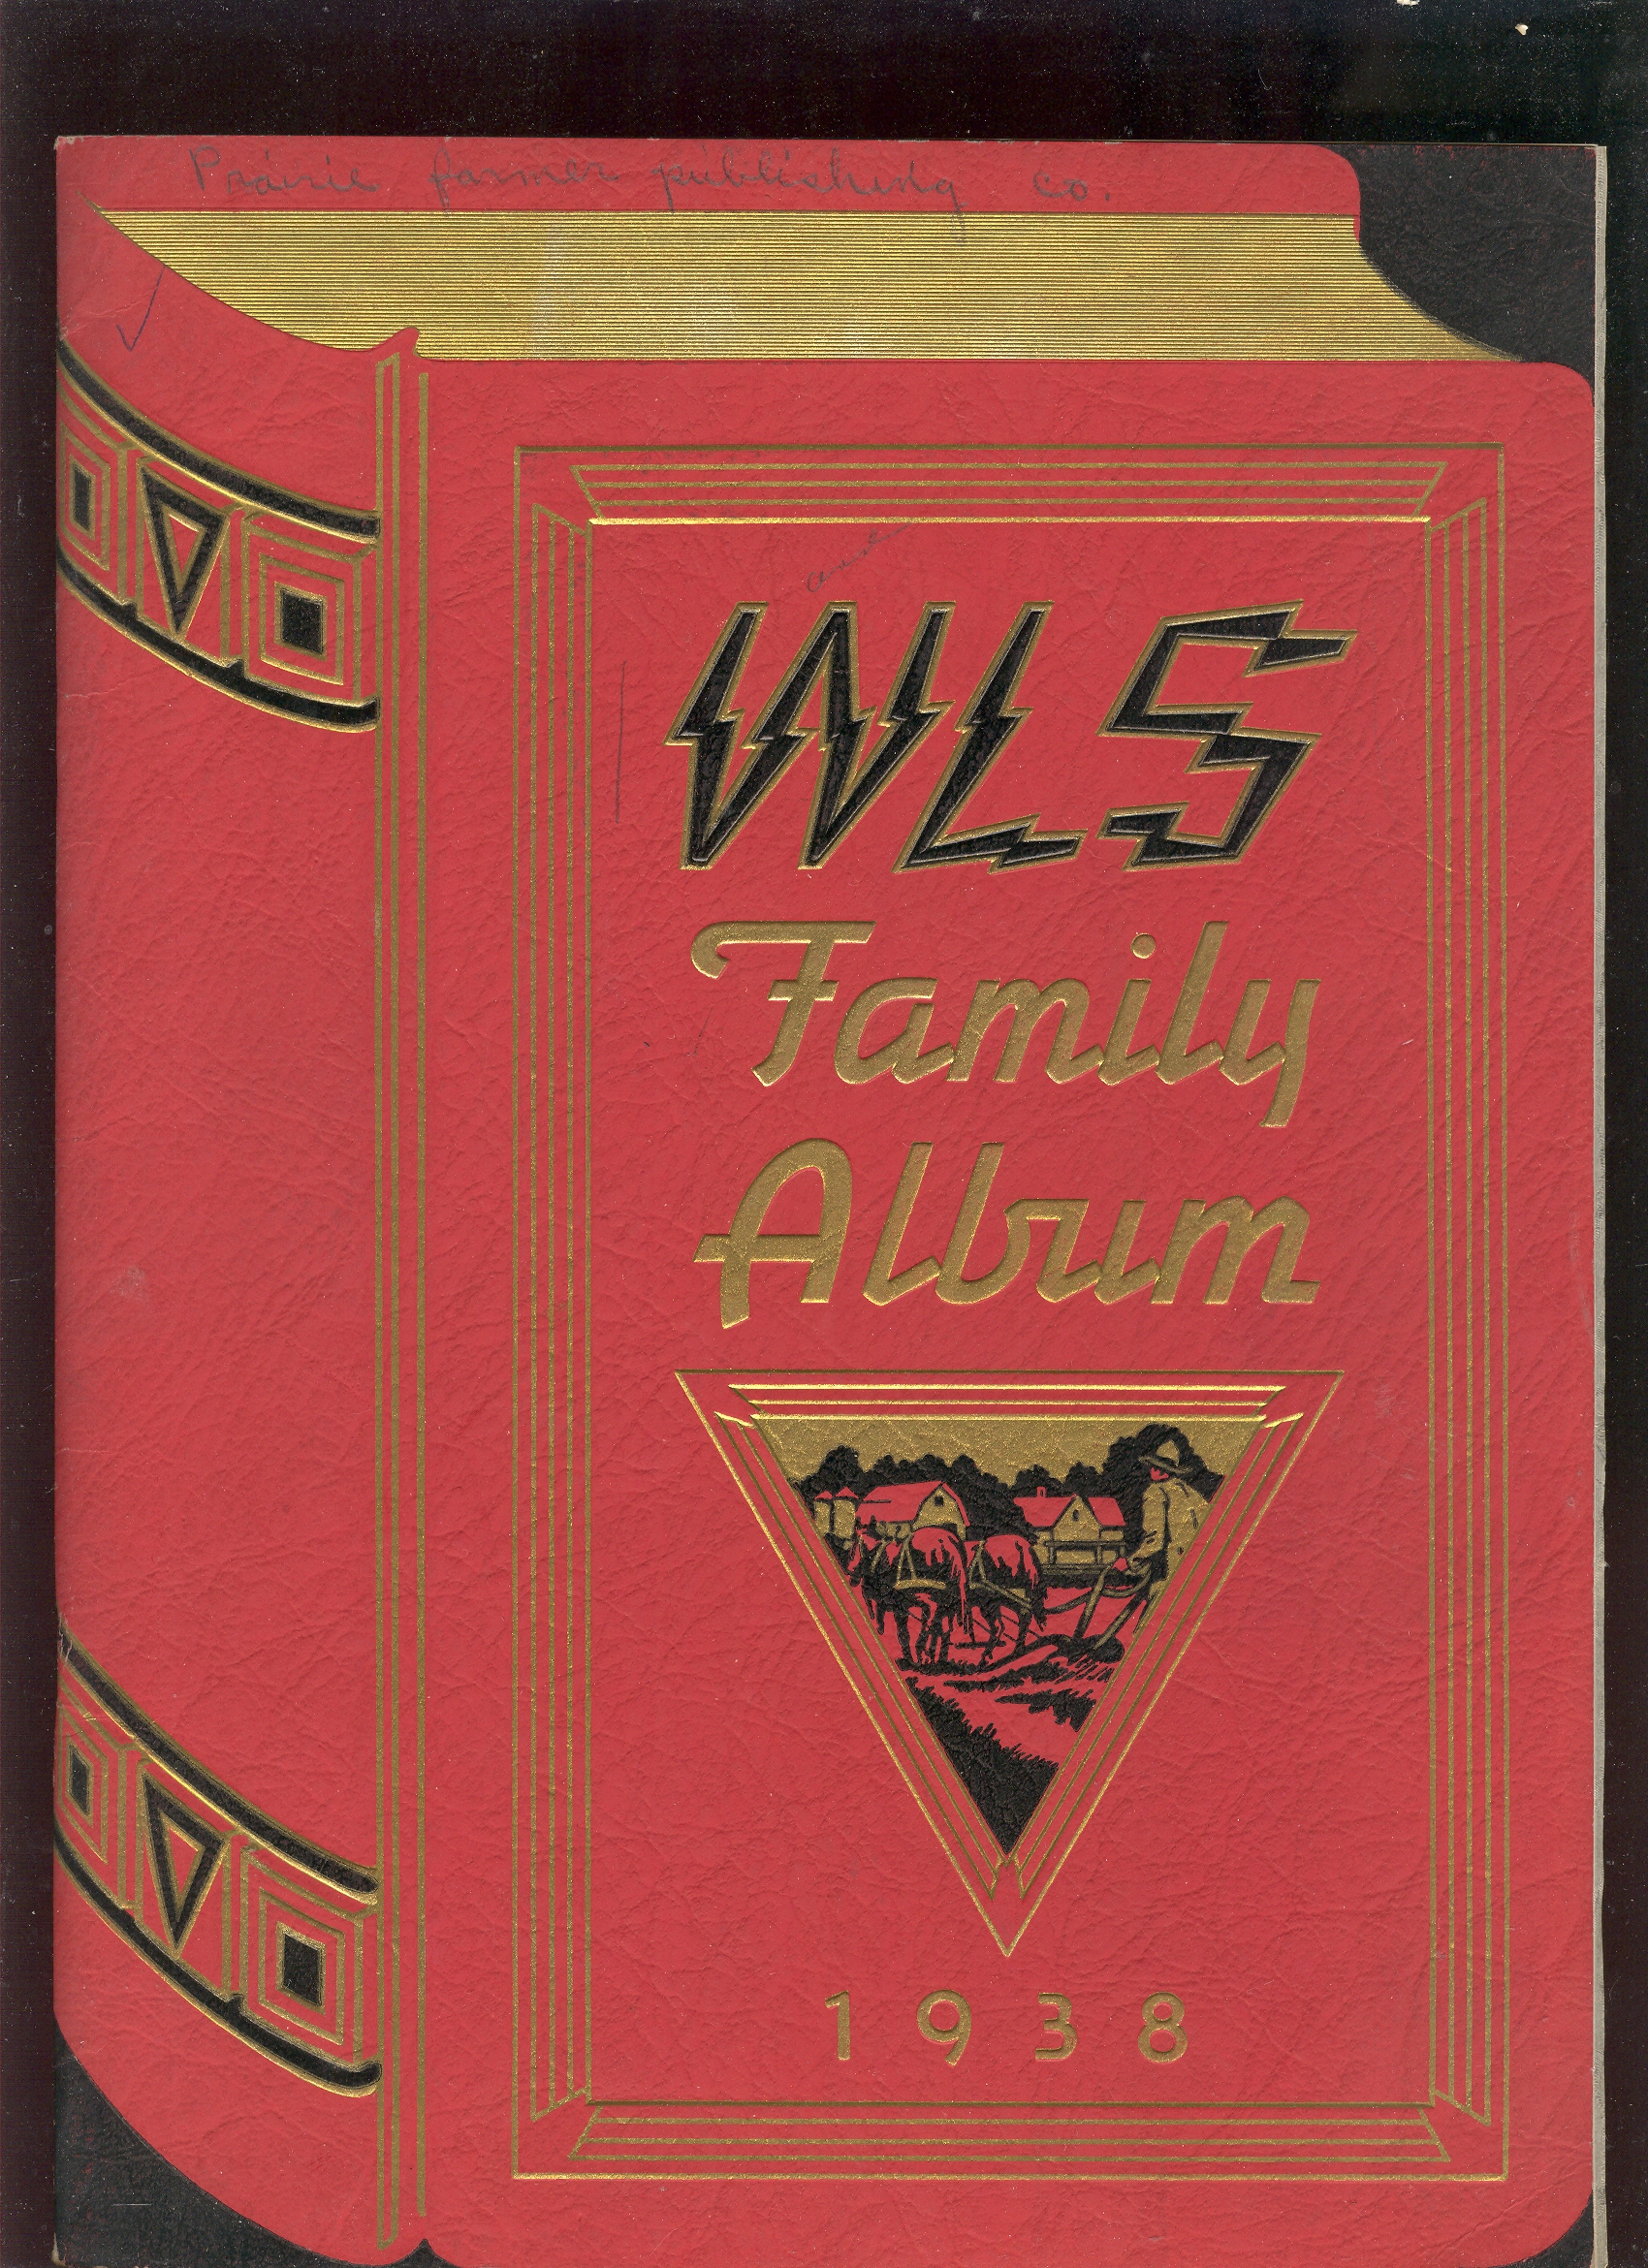 Prairie farmer publishing co.
WLS
Family
Album
1938